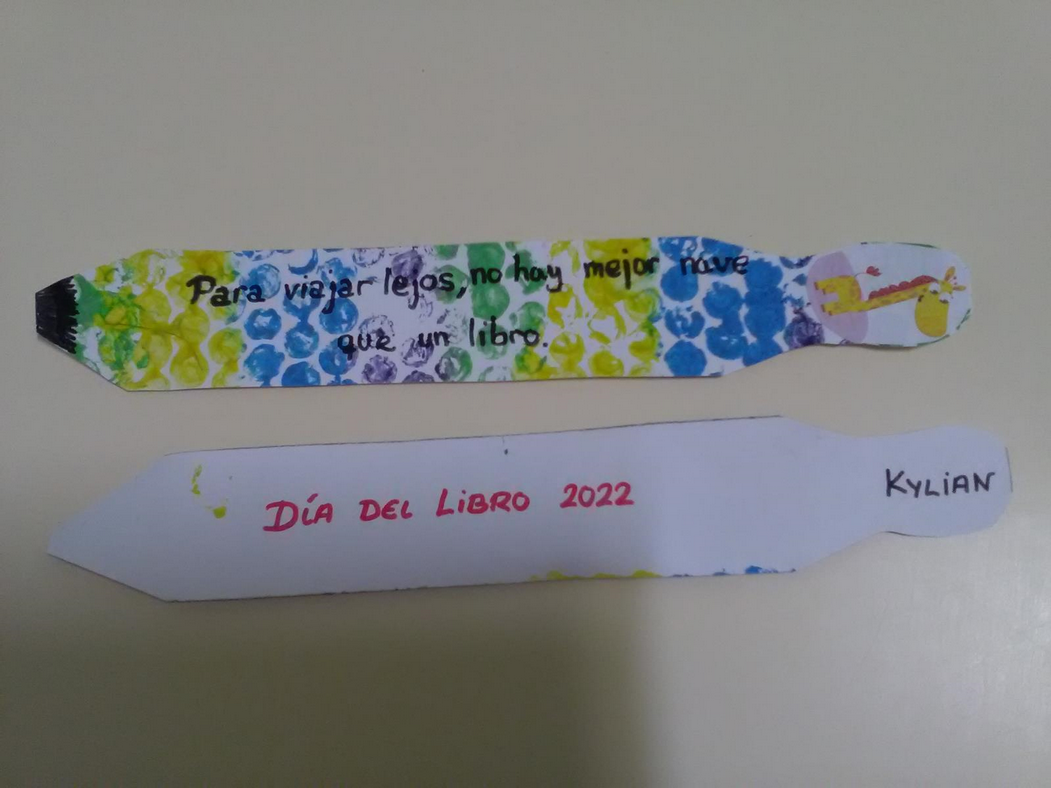 Para viajar lejos, no hay mejor nave
que un libro.
DÍA DEL LIBRO 2022
KYLIAN